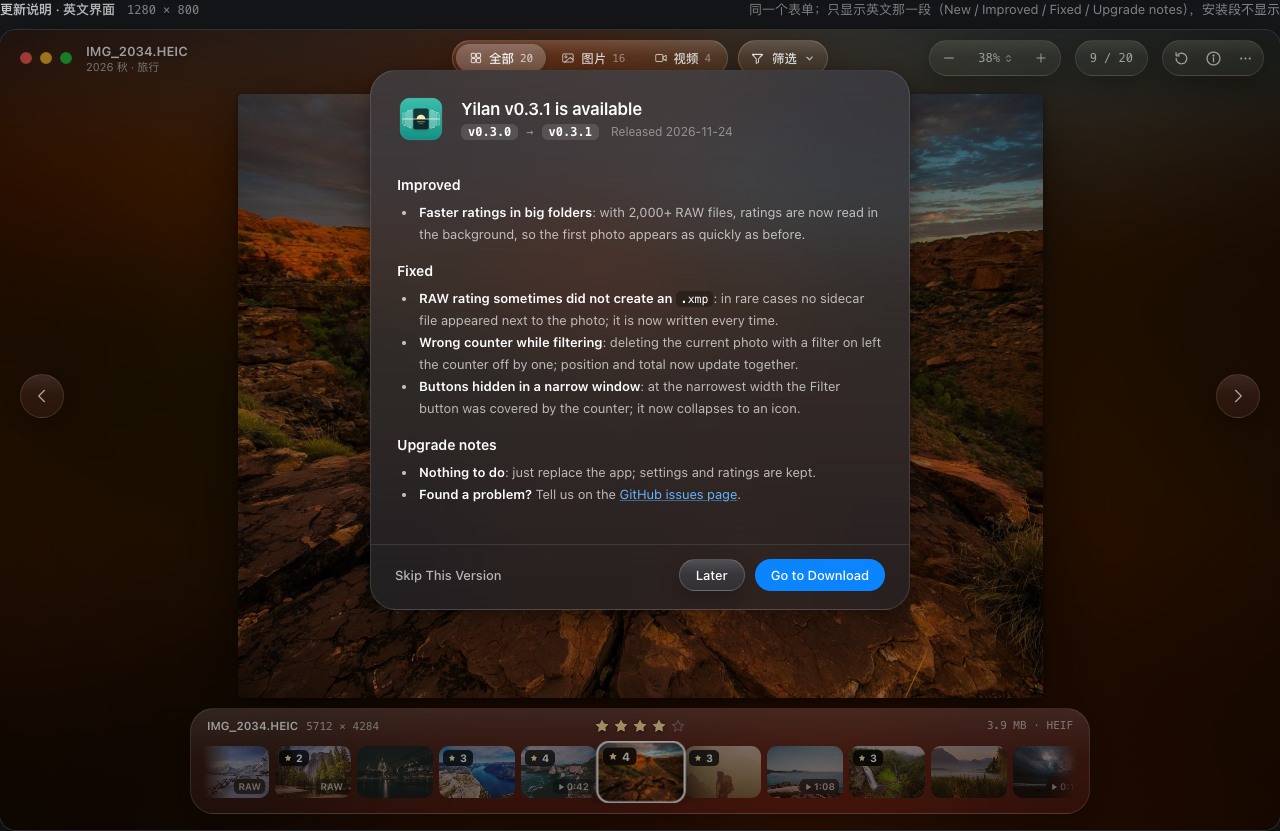 更新说明 · 英文界面 1280 × 800
同一个表单；只显示英文那一段（New / Improved / Fixed / Upgrade notes），安装段不显示
IMG_2034.HEIC
2026 秋 · 旅行
全部 20
图片 16
视频 4
筛选
38%
9 / 20
Yilan v0.3.1 is available
v0.3.0 → v0.3.1 Released 2026-11-24
Improved
• Faster ratings in big folders: with 2,000+ RAW files, ratings are now read in
the background, so the first photo appears as quickly as before.
Fixed
• RAW rating sometimes did not create an .xmp: in rare cases no sidecar
file appeared next to the photo; it is now written every time.
• Wrong counter while filtering: deleting the current photo with a filter on left
the counter off by one; position and total now update together.
• Buttons hidden in a narrow window: at the narrowest width the Filter
button was covered by the counter; it now collapses to an icon.
Upgrade notes
• Nothing to do: just replace the app; settings and ratings are kept.
• Found a problem? Tell us on the GitHub issues page.
Skip This Version
Later
Go to Download
IMG_2034.HEIC 5712 × 4284
3.9 MB · HEIF
RAW
★ 2
RAW
★ 3
★ 4
0:42
★ 4
★ 3
1:08
★ 3